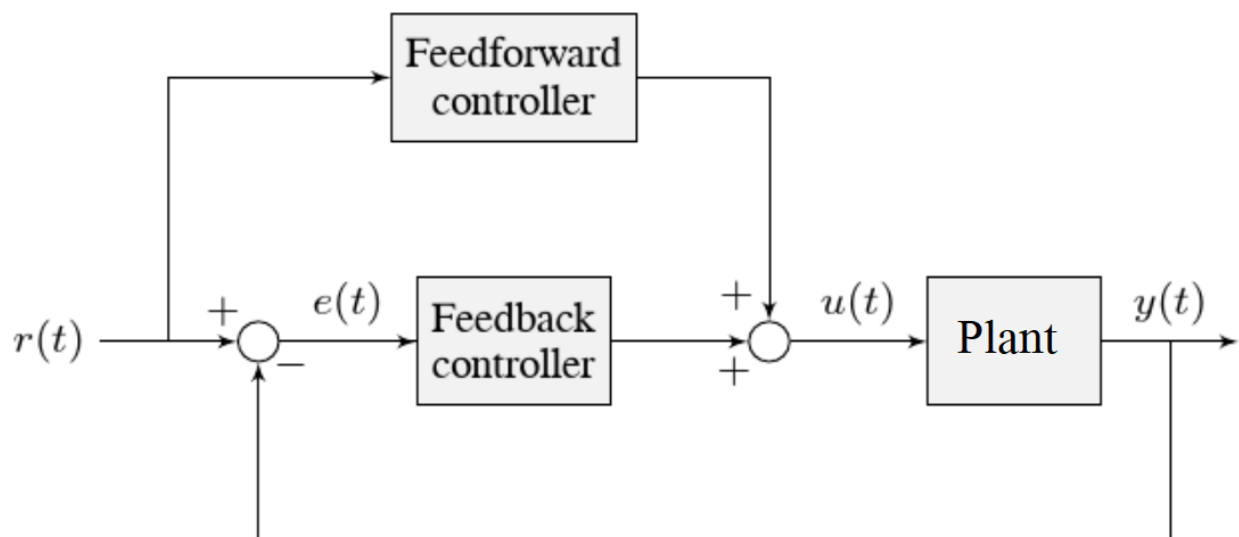 Feedforward
controller
r(t)
+
−
e(t)
Feedback
controller
+
+
u(t)
Plant
y(t)